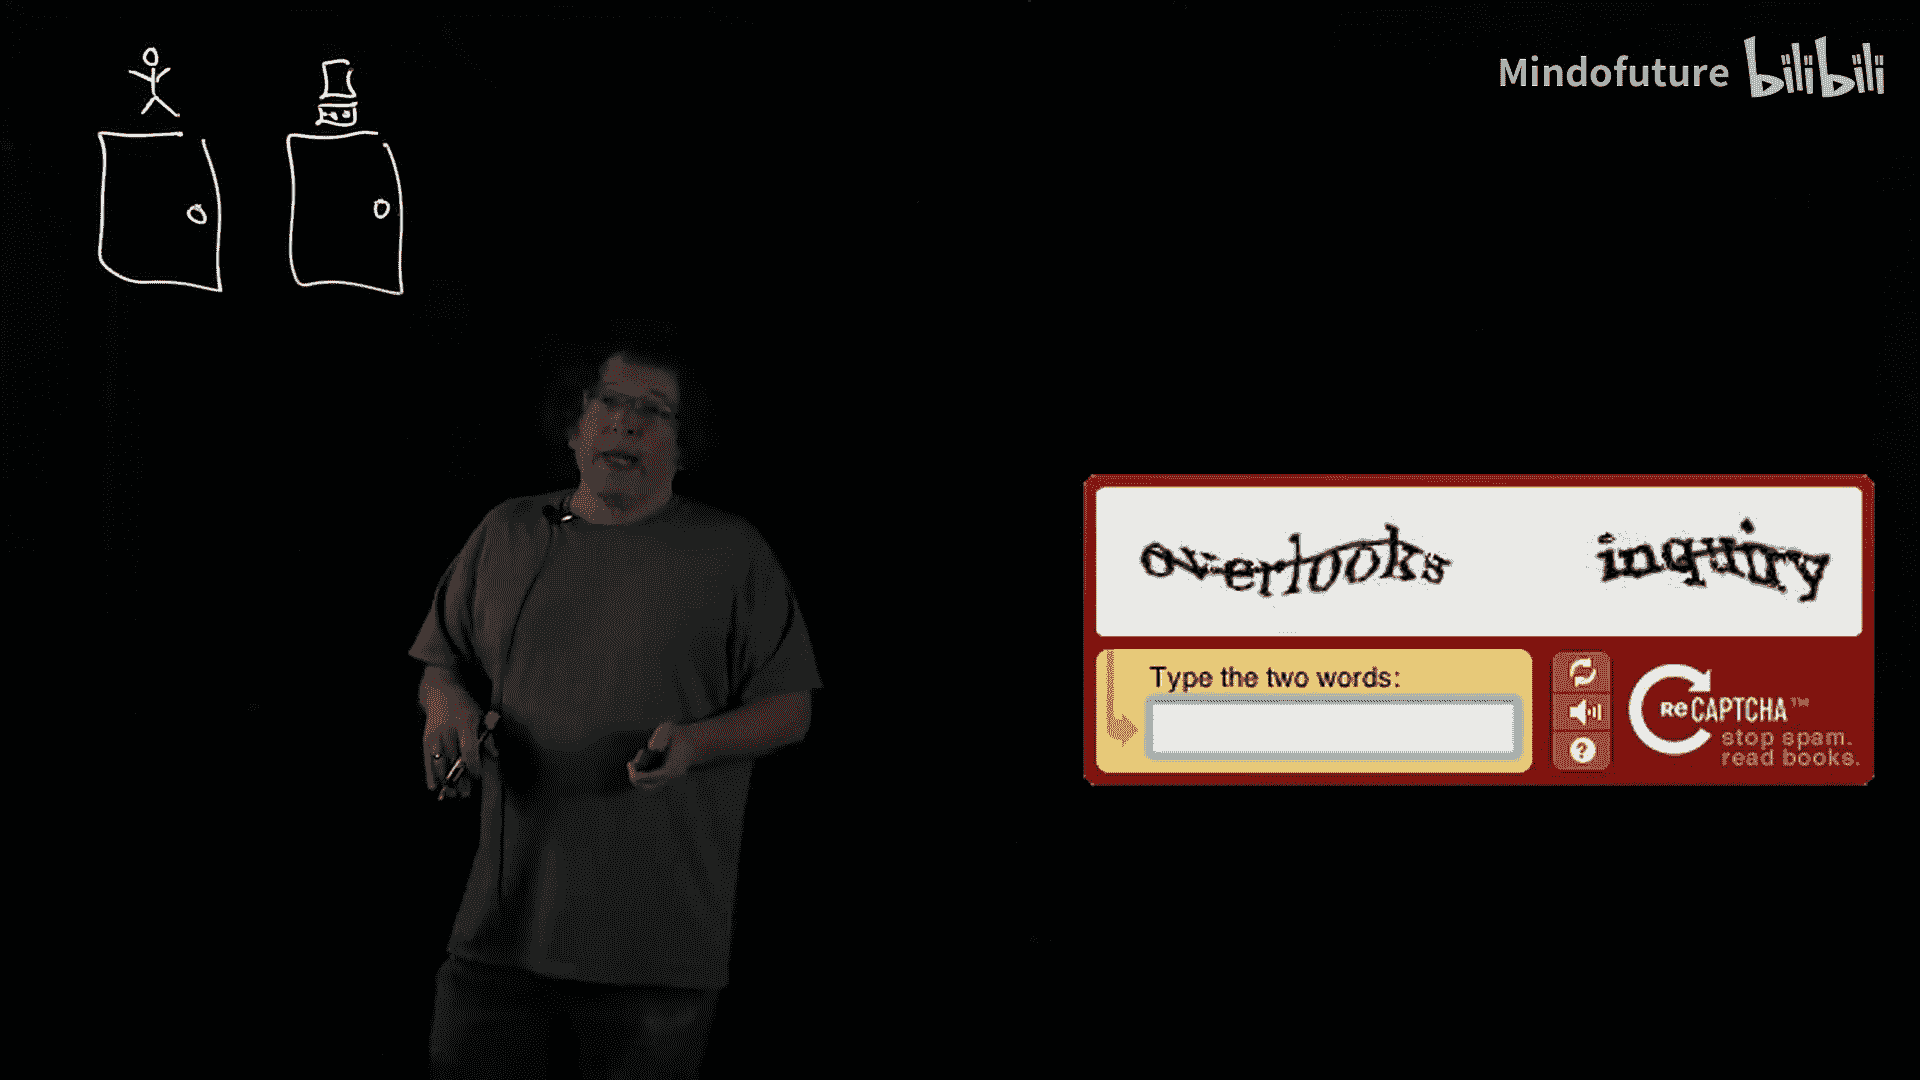 Mindofuture bilibili
overlooks inquiry
Type the two words:
reCAPTCHA™
stop spam.
read books.